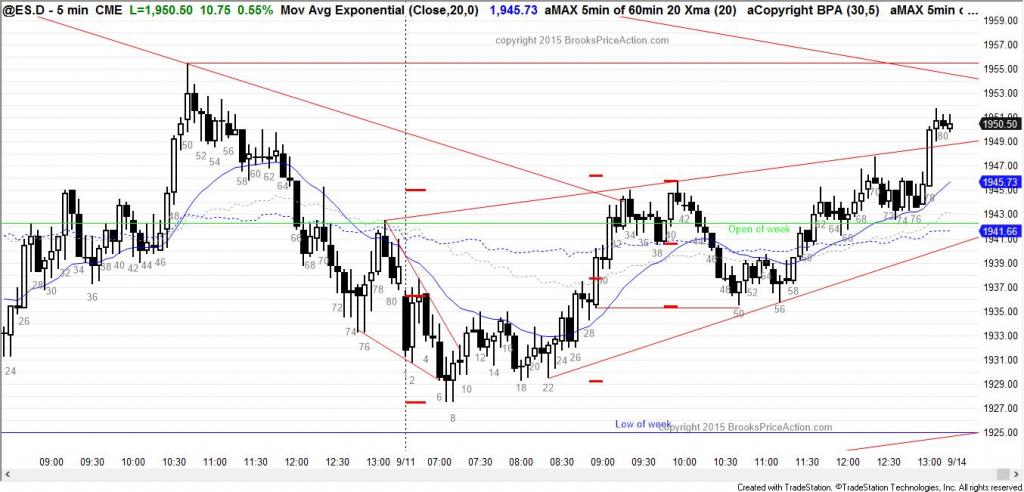 @ES.D - 5 min CME L=1,950.50 10.75 0.55% Mov Avg Exponential (Close,20,0) 1,945.73 aMAX 5min of 60min 20 Xma (20) aCopyright BPA (30,5) aMAX 5min c ...
copyright 2015 BrooksPriceAction.com
1959.00
1957.00
1955.00
1953.00
1951.00
1950.50
1949.00
1947.00
1945.73
1945.00
1943.00
1941.66
1941.00
1939.00
1937.00
1935.00
1933.00
1931.00
1929.00
1927.00
1925.00
Open of week
Low of week
copyright 2015 BrooksPriceAction.com
24 26 28 30 32 34 36 38 40 42 44 46 48 50 52 54 56 58 60 62 64 66 68 70 72 74 76 78 80
2 4 6 8 10 12 14 16 18 20 22 24 26 28 30 32 34 36 38 40 42 44 46 48 50 52 54 56 58 60 62 64 66 68 70 72 74 76 78 80
09:00 09:30 10:00 10:30 11:00 11:30 12:00 12:30 13:00 9/11 07:00 07:30 08:00 08:30 09:00 09:30 10:00 10:30 11:00 11:30 12:00 12:30 13:00 9/14
Created with TradeStation. ©TradeStation Technologies, Inc. All rights reserved.